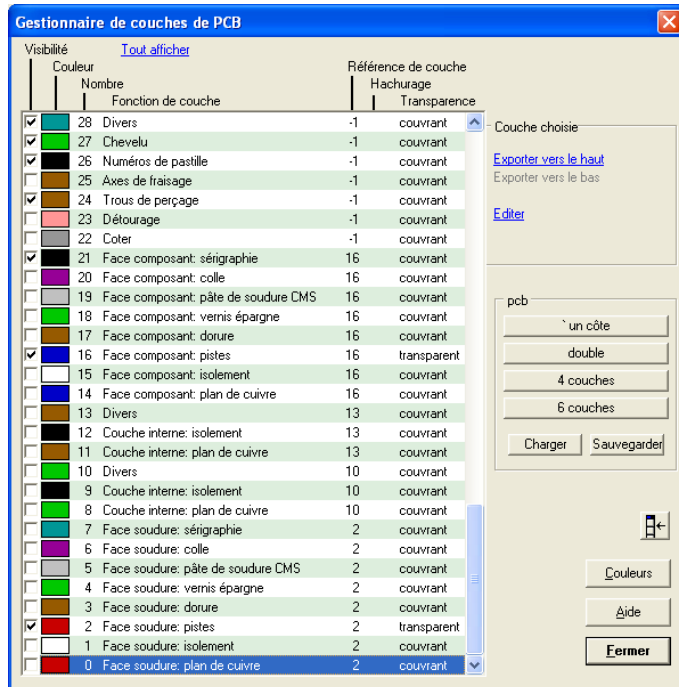 Gestionnaire de couches de PCB
Visibilité Tout afficher
Couleur Référence de couche
Nombre Hachurage
Fonction de couche Transparence
28 Divers -1 couvrant
27 Chevelu -1 couvrant
26 Numéros de pastille -1 couvrant
25 Axes de fraisage -1 couvrant
24 Trous de perçage -1 couvrant
23 Détourage -1 couvrant
22 Coter -1 couvrant
21 Face composant: sérigraphie 16 couvrant
20 Face composant: colle 16 couvrant
19 Face composant: pâte de soudure CMS 16 couvrant
18 Face composant: vernis épargne 16 couvrant
17 Face composant: dorure 16 couvrant
16 Face composant: pistes 16 transparent
15 Face composant: isolement 16 couvrant
14 Face composant: plan de cuivre 16 couvrant
13 Divers 13 couvrant
12 Couche interne: isolement 13 couvrant
11 Couche interne: plan de cuivre 13 couvrant
10 Divers 10 couvrant
9 Couche interne: isolement 10 couvrant
8 Couche interne: plan de cuivre 10 couvrant
7 Face soudure: sérigraphie 2 couvrant
6 Face soudure: colle 2 couvrant
5 Face soudure: pâte de soudure CMS 2 couvrant
4 Face soudure: vernis épargne 2 couvrant
3 Face soudure: dorure 2 couvrant
2 Face soudure: pistes 2 transparent
1 Face soudure: isolement 2 couvrant
0 Face soudure: plan de cuivre 2 couvrant
Couche choisie
Exporter vers le haut
Exporter vers le bas
Editer
pcb
`un côte
double
4 couches
6 couches
Charger Sauvegarder
Couleurs
Aide
Fermer